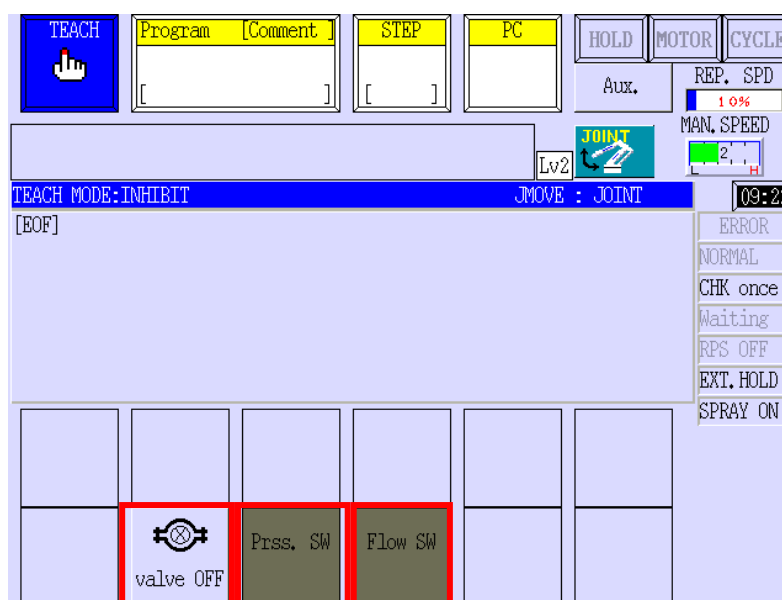 TEACH
Program [Comment ]
[ ]
STEP
[ ]
PC
HOLD
MOTOR
CYCLE
Aux.
REP. SPD
10%
MAN. SPEED
2
L H
Lv2
JOINT
TEACH MODE:INHIBIT JMOVE : JOINT
09:2
[EOF]
ERROR
NORMAL
CHK once
Waiting
RPS OFF
EXT. HOLD
SPRAY ON
valve OFF
Prss. SW
Flow SW